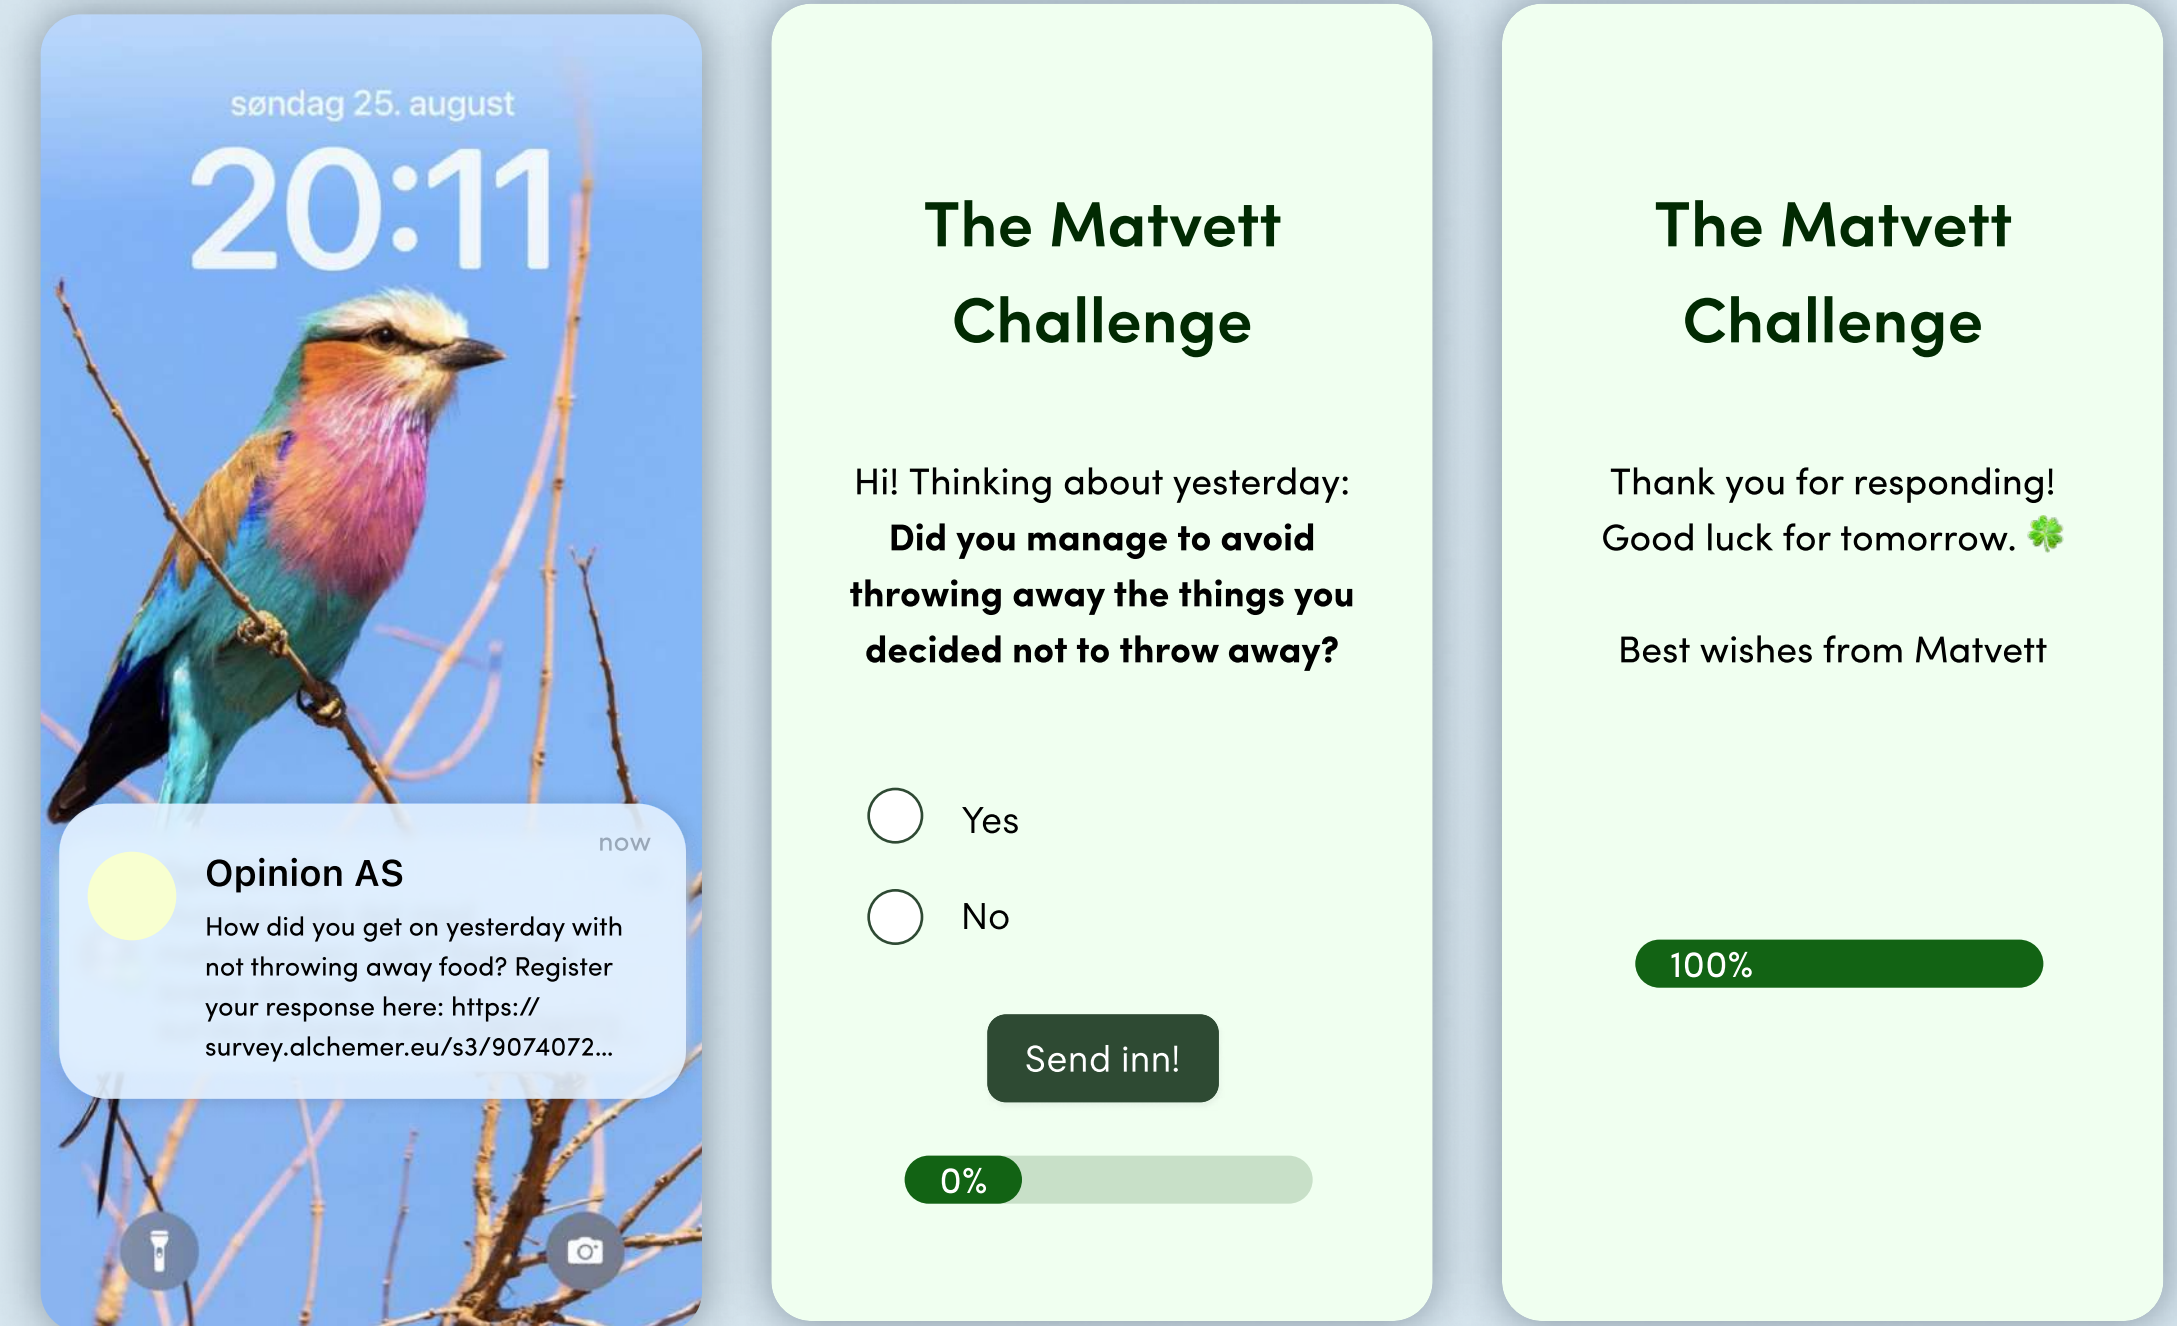 søndag 25. august
20:11
now
Opinion AS
How did you get on yesterday with
not throwing away food? Register
your response here: https://
survey.alchemer.eu/s3/9074072...
The Matvett
Challenge
Hi! Thinking about yesterday:
Did you manage to avoid
throwing away the things you
decided not to throw away?
Yes
No
Send inn!
0%
The Matvett
Challenge
Thank you for responding!
Good luck for tomorrow. 🍀
Best wishes from Matvett
100%